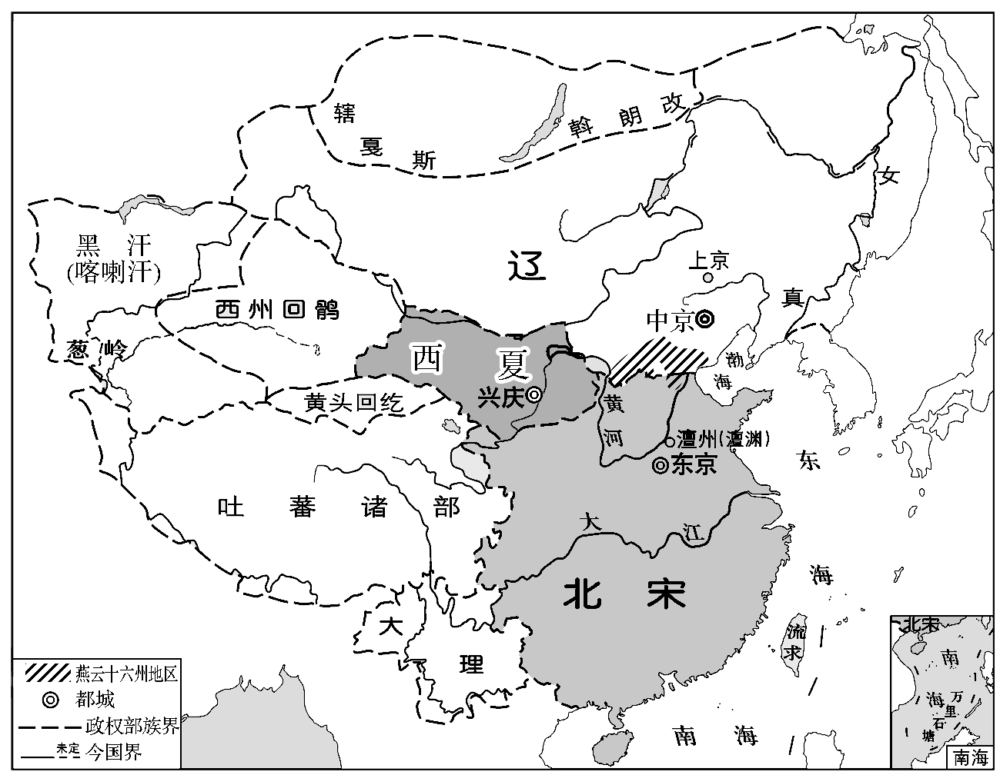 辖戛斯
斡朗改
女真
黑汗
(喀喇汗)
辽
上京
中京
西州回鹘
葱岭
西夏
渤海
兴庆
黄头回纥
黄河
澶州(澶渊)
东京
东海
吐蕃诸部
大江
北宋
大理
流求
南海
北宋
南海
万里石塘
南海
燕云十六州地区
都城
政权部族界
未定
今国界